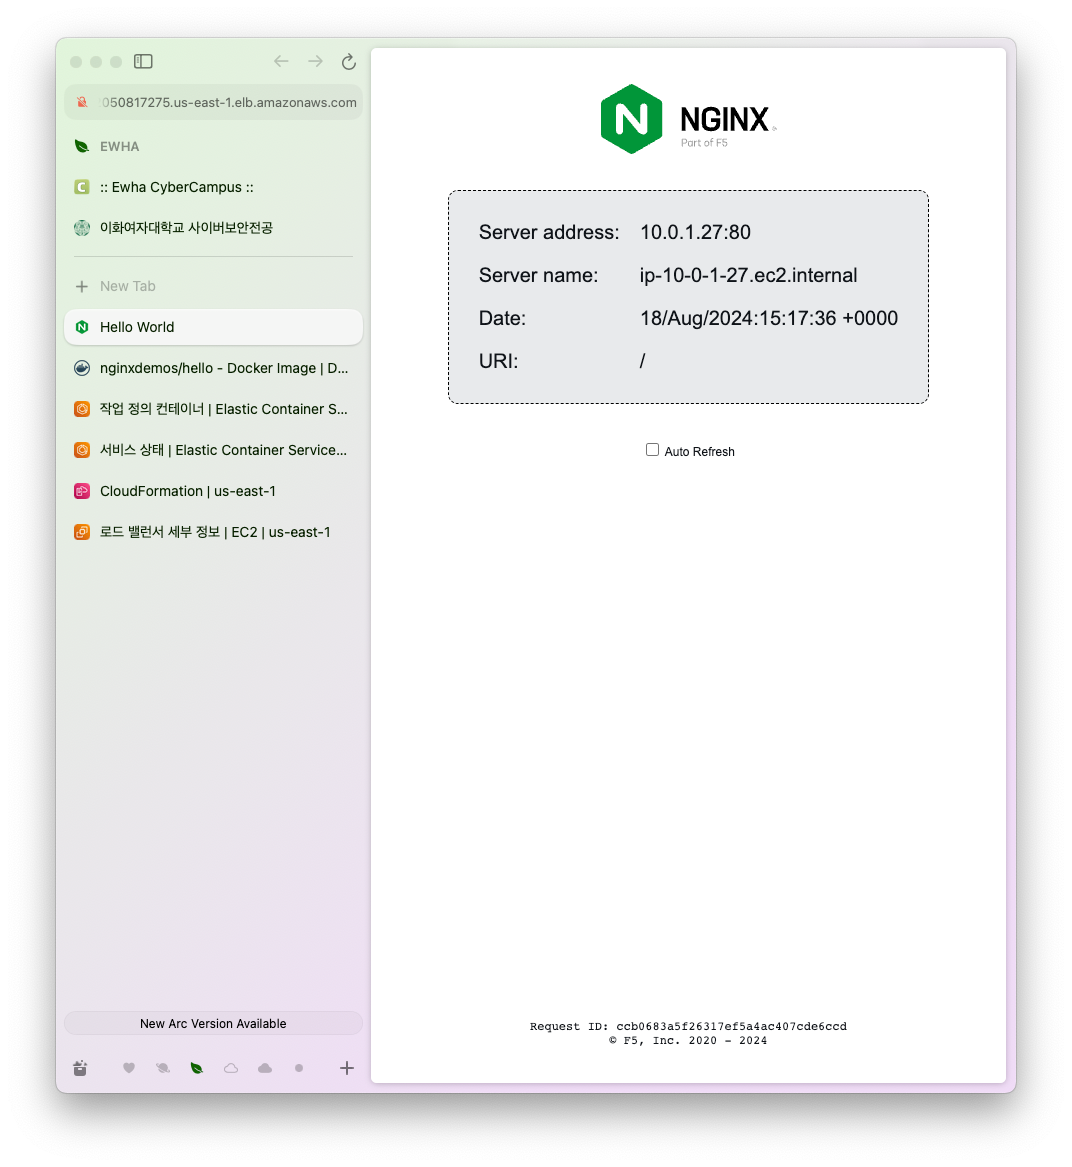 050817275.us-east-1.elb.amazonaws.com
EWHA
:: Ewha CyberCampus ::
이화여자대학교 사이버보안전공
New Tab
Hello World
nginxdemos/hello - Docker Image | D...
작업 정의 컨테이너 | Elastic Container S...
서비스 상태 | Elastic Container Service...
CloudFormation | us-east-1
로드 밸런서 세부 정보 | EC2 | us-east-1
New Arc Version Available
NGINX
Part of F5
Server address: 10.0.1.27:80
Server name: ip-10-0-1-27.ec2.internal
Date: 18/Aug/2024:15:17:36 +0000
URI: /
Auto Refresh
Request ID: ccb0683a5f26317ef5a4ac407cde6ccd
© F5, Inc. 2020 - 2024